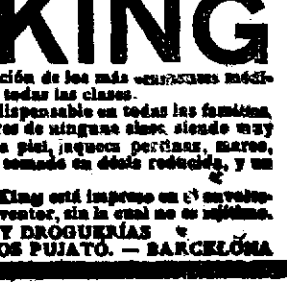 KING
ción de los más médi-
todas las clases.
dispensable en todas las familias,
res de ninguna clase, siendo muy
a piel, jaqueca pertinaz, mareo,
tomado en dósis reducida, y un
King está impreso en el
ventor, sin la cual no es
Y DROGUERÍAS
OS PUJATÓ. — BARCELONA